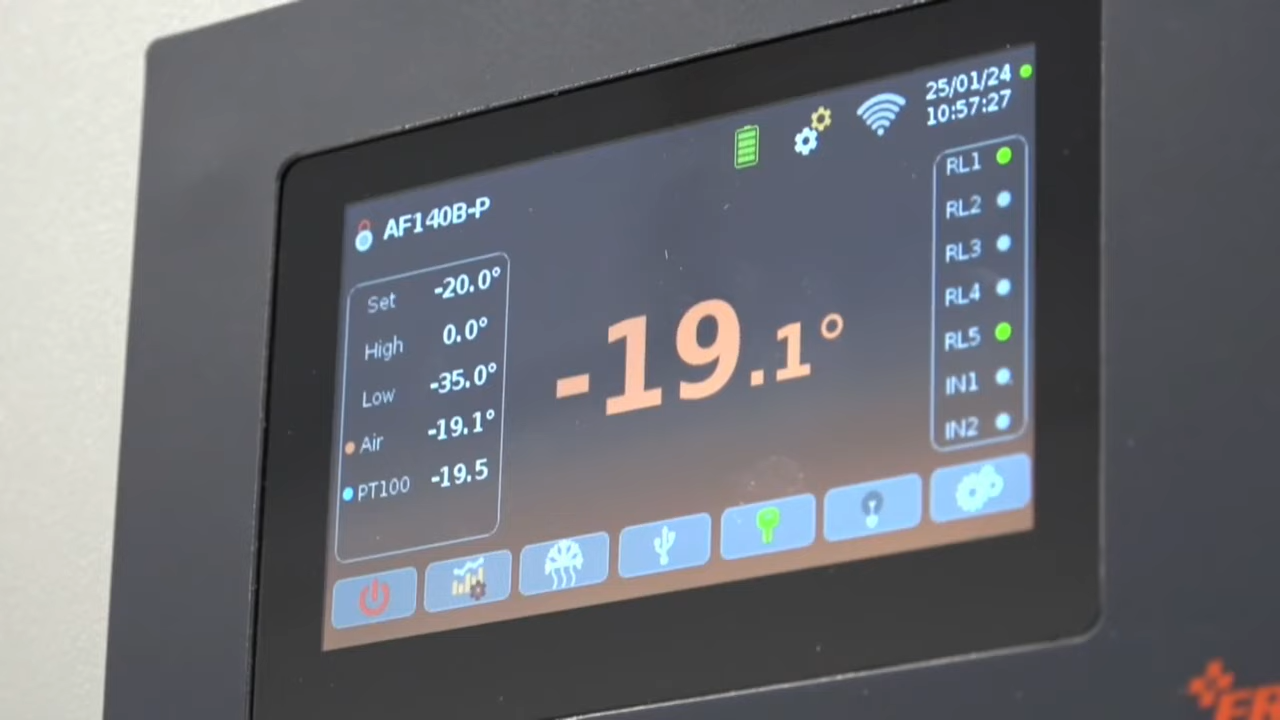 25/01/24
10:57:27
AF140B-P
Set -20.0°
High 0.0°
Low -35.0°
Air -19.1°
PT100 -19.5
-19.1°
RL1
RL2
RL3
RL4
RL5
IN1
IN2